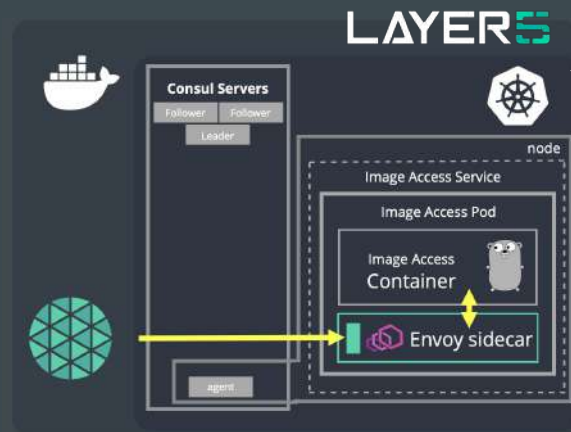 LAYER5
Consul Servers
Follower Follower
Leader
node
Image Access Service
Image Access Pod
Image Access
Container
Envoy sidecar
agent